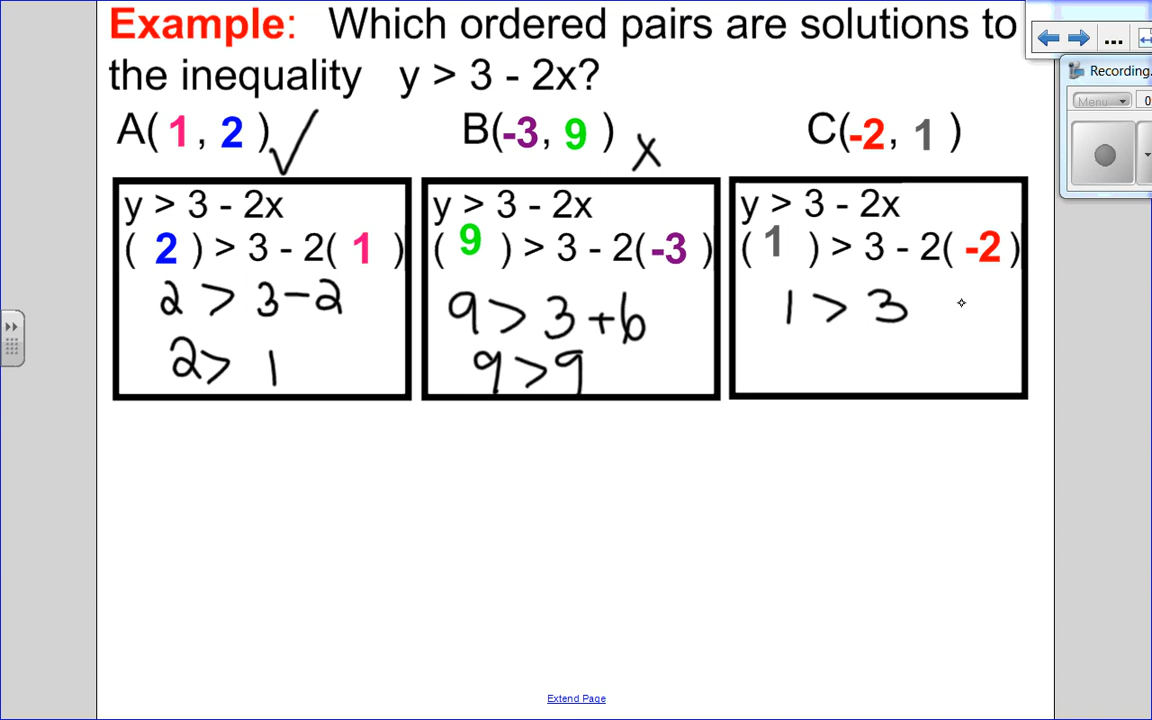 Example: Which ordered pairs are solutions to
the inequality y > 3 - 2x?
A( 1 , 2 ) √ B(-3, 9 ) x C(-2, 1 )
y > 3 - 2x
( 2 ) > 3 - 2( 1 )
2 > 3 - 2
2 > 1
y > 3 - 2x
( 9 ) > 3 - 2(-3 )
9 > 3 + 6
9 > 9
y > 3 - 2x
( 1 ) > 3 - 2( -2 )
1 > 3
...
Recording.
Menu 0
Extend Page